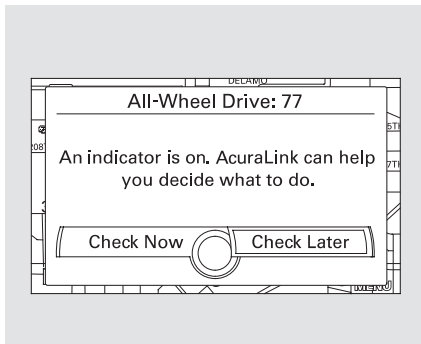 DELAMO
All-Wheel Drive: 77
An indicator is on. AcuraLink can help
you decide what to do.
Check Now
Check Later
MENU